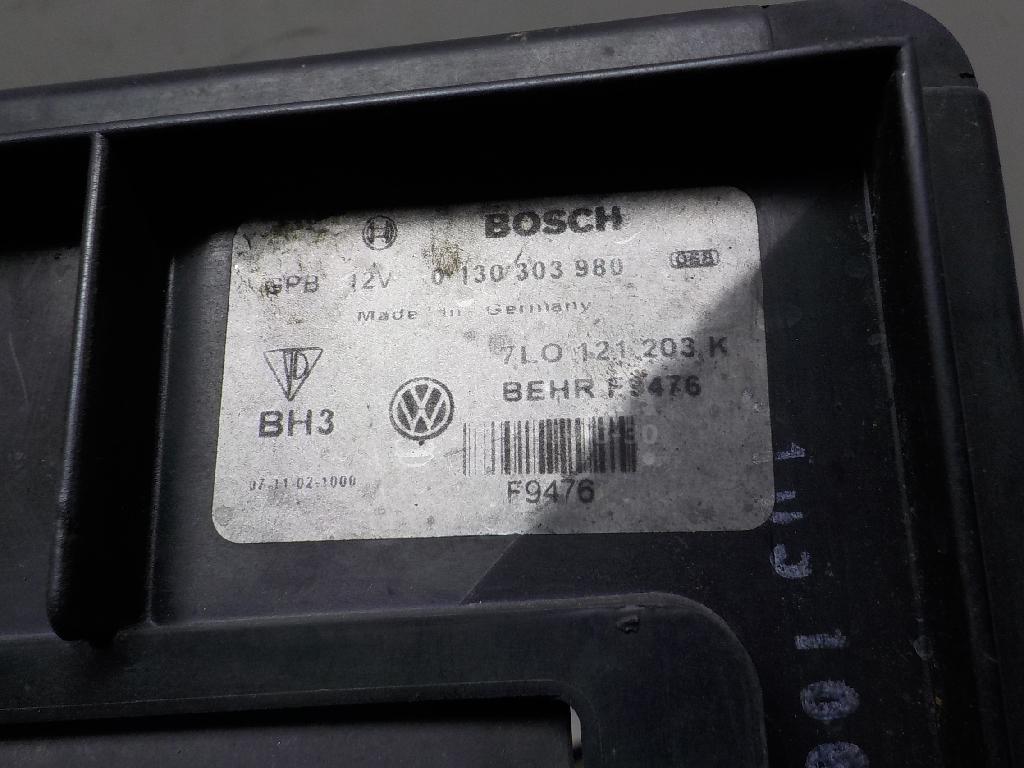 BOSCH
GPB 12V 0 130 303 980 068
Made in Germany
7L0 121 203 K
BEHR F9476
BH3
07-11-02-1000
F9476